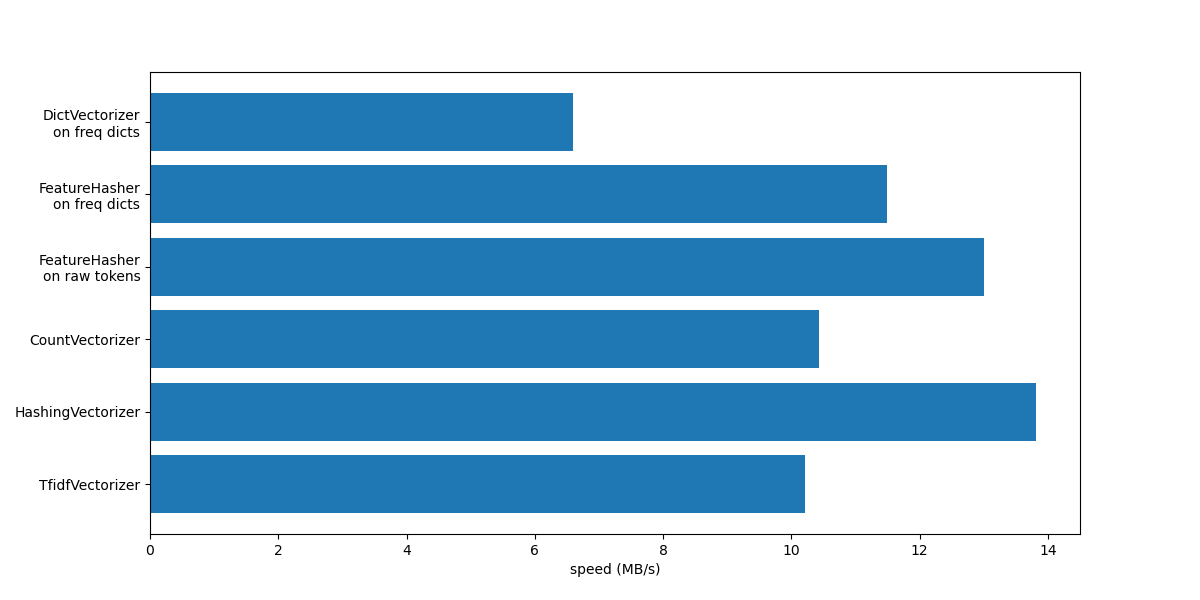 DictVectorizer
on freq dicts
FeatureHasher
on freq dicts
FeatureHasher
on raw tokens
CountVectorizer
HashingVectorizer
TfidfVectorizer
0 2 4 6 8 10 12 14
speed (MB/s)